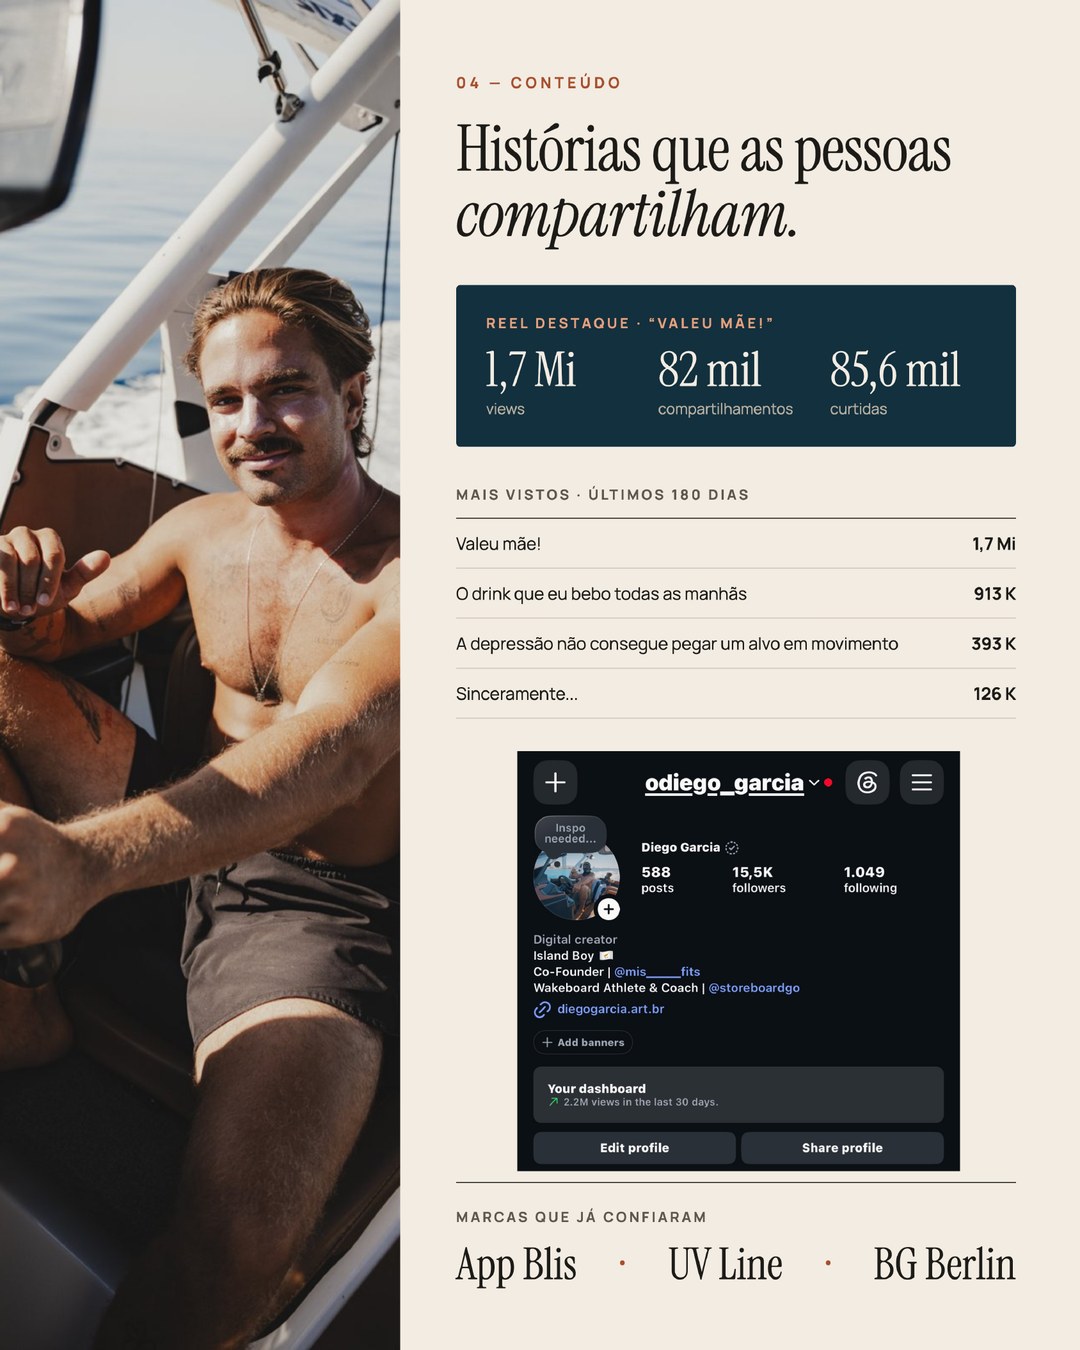 04 — CONTEÚDO
Histórias que as pessoas
compartilham.
REEL DESTAQUE · “VALEU MÃE!”
1,7 Mi
views
82 mil
compartilhamentos
85,6 mil
curtidas
MAIS VISTOS · ÚLTIMOS 180 DIAS
Valeu mãe! 1,7 Mi
O drink que eu bebo todas as manhãs 913 K
A depressão não consegue pegar um alvo em movimento 393 K
Sinceramente... 126 K
odiego_garcia
Inspo
needed...
Diego Garcia
588 15,5K 1.049
posts followers following
Digital creator
Island Boy
Co-Founder | @mis_____fits
Wakeboard Athlete & Coach | @storeboardgo
diegogarcia.art.br
+ Add banners
Your dashboard
2.2M views in the last 30 days.
Edit profile Share profile
MARCAS QUE JÁ CONFIARAM
App Blis · UV Line · BG Berlin